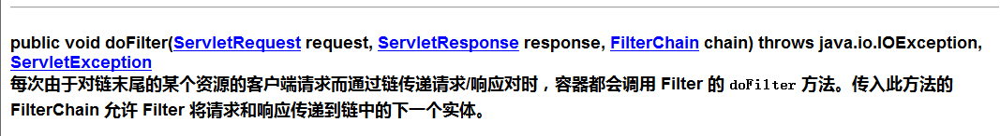 public void doFilter(ServletRequest request, ServletResponse response, FilterChain chain) throws java.io.IOException,
ServletException
每次由于对链末尾的某个资源的客户端请求而通过链传递请求/响应对时，容器都会调用 Filter 的 doFilter 方法。传入此方法的
FilterChain 允许 Filter 将请求和响应传递到链中的下一个实体。